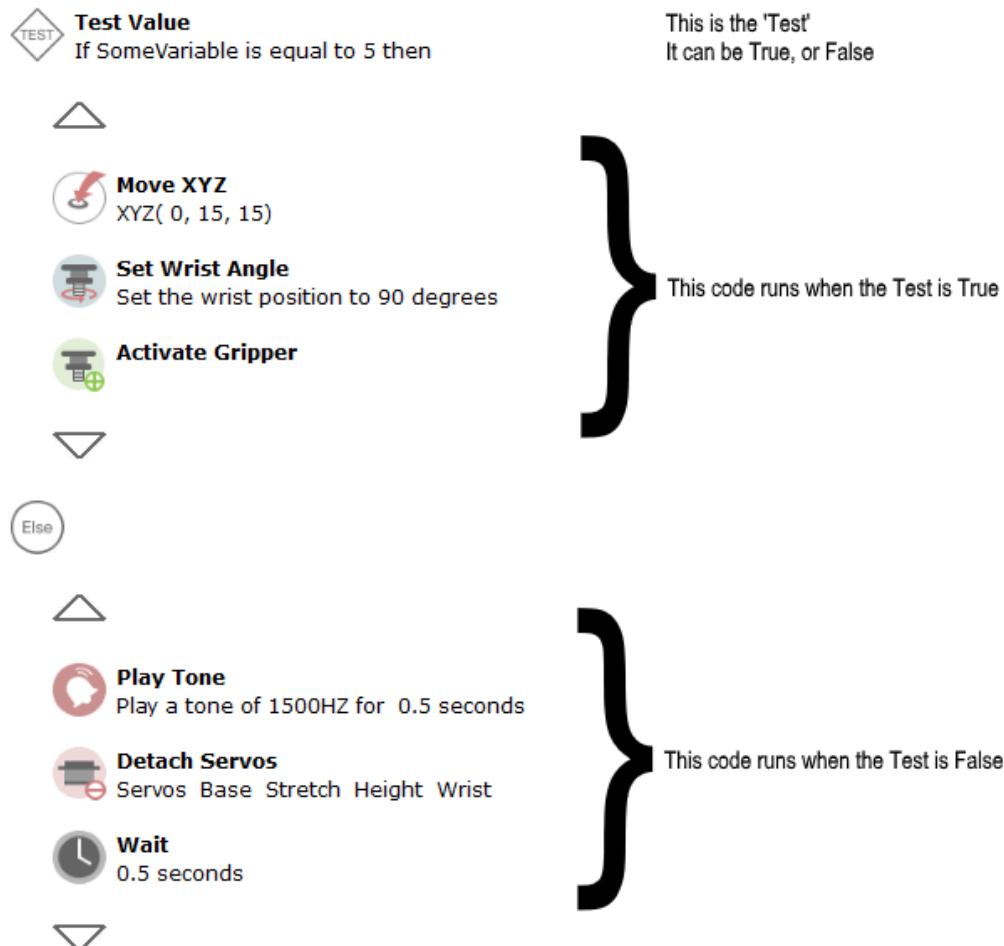 TEST
Test Value
If SomeVariable is equal to 5 then
This is the 'Test'
It can be True, or False
Move XYZ
XYZ( 0, 15, 15)
Set Wrist Angle
Set the wrist position to 90 degrees
Activate Gripper
This code runs when the Test is True
Else
Play Tone
Play a tone of 1500HZ for  0.5 seconds
Detach Servos
Servos  Base  Stretch  Height  Wrist
Wait
0.5 seconds
This code runs when the Test is False